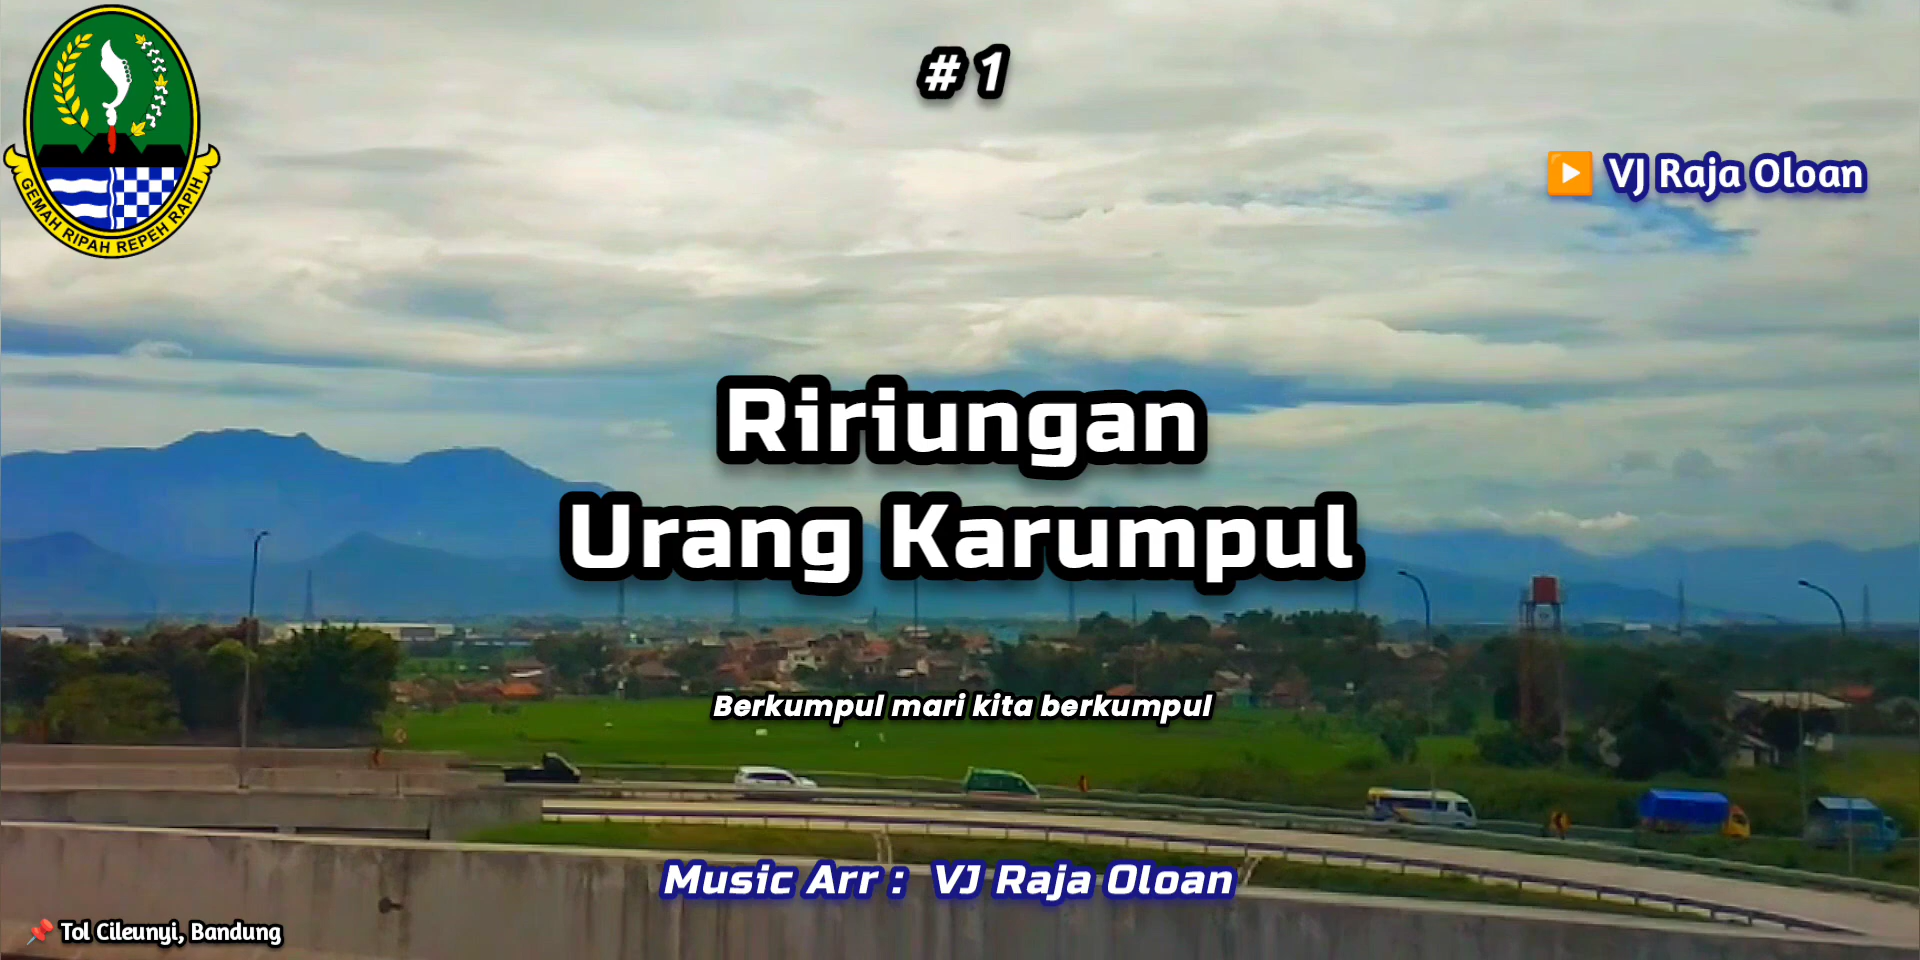 # 1
▶️ VJ Raja Oloan
GEMAH RIPAH REPEH RAPIH
Ririungan
Urang Karumpul
Berkumpul mari kita berkumpul
Music Arr : VJ Raja Oloan
📌 Tol Cileunyi, Bandung